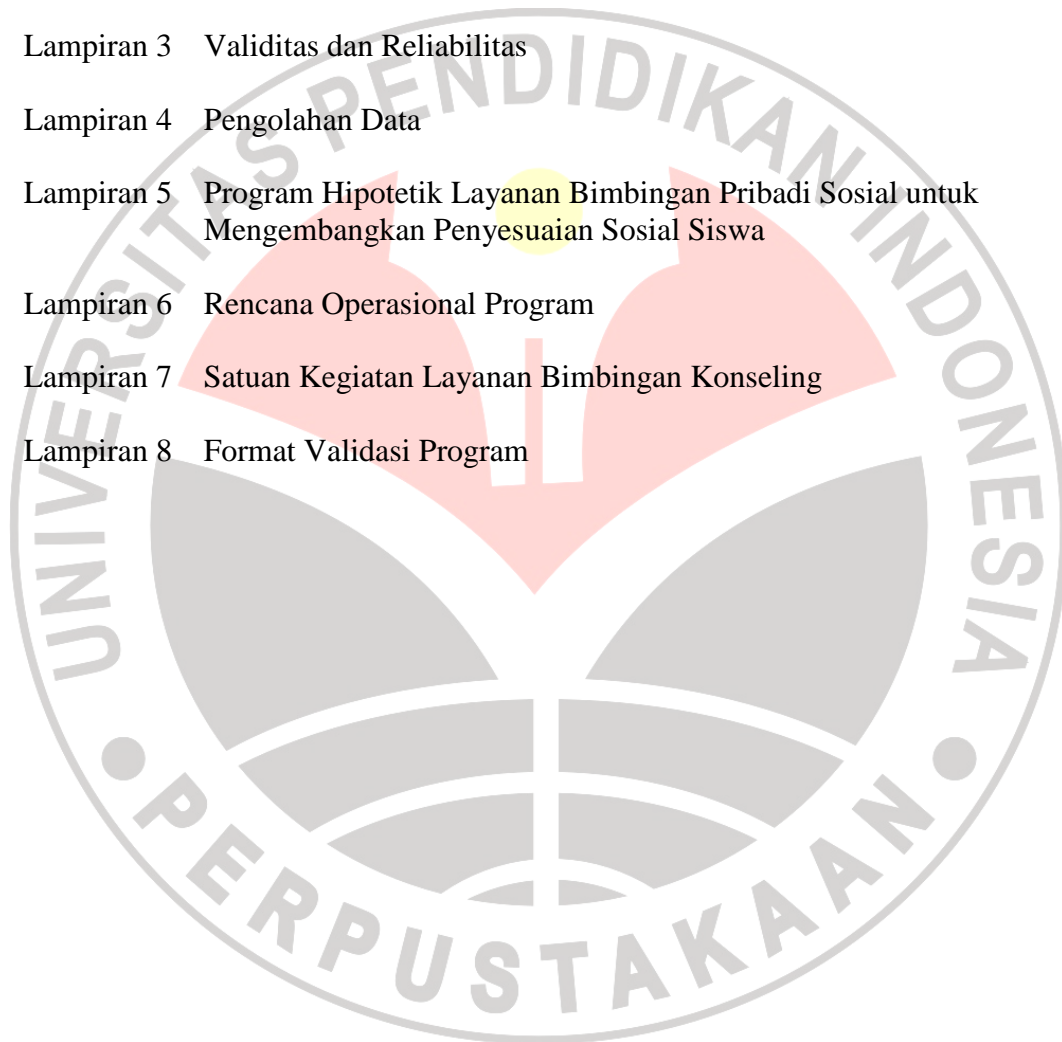 Lampiran 3 Validitas dan Reliabilitas
Lampiran 4 Pengolahan Data
Lampiran 5 Program Hipotetik Layanan Bimbingan Pribadi Sosial untuk
Mengembangkan Penyesuaian Sosial Siswa
Lampiran 6 Rencana Operasional Program
Lampiran 7 Satuan Kegiatan Layanan Bimbingan Konseling
Lampiran 8 Format Validasi Program
UNIVERSITAS PENDIDIKAN INDONESIA
PERPUSTAKAAN